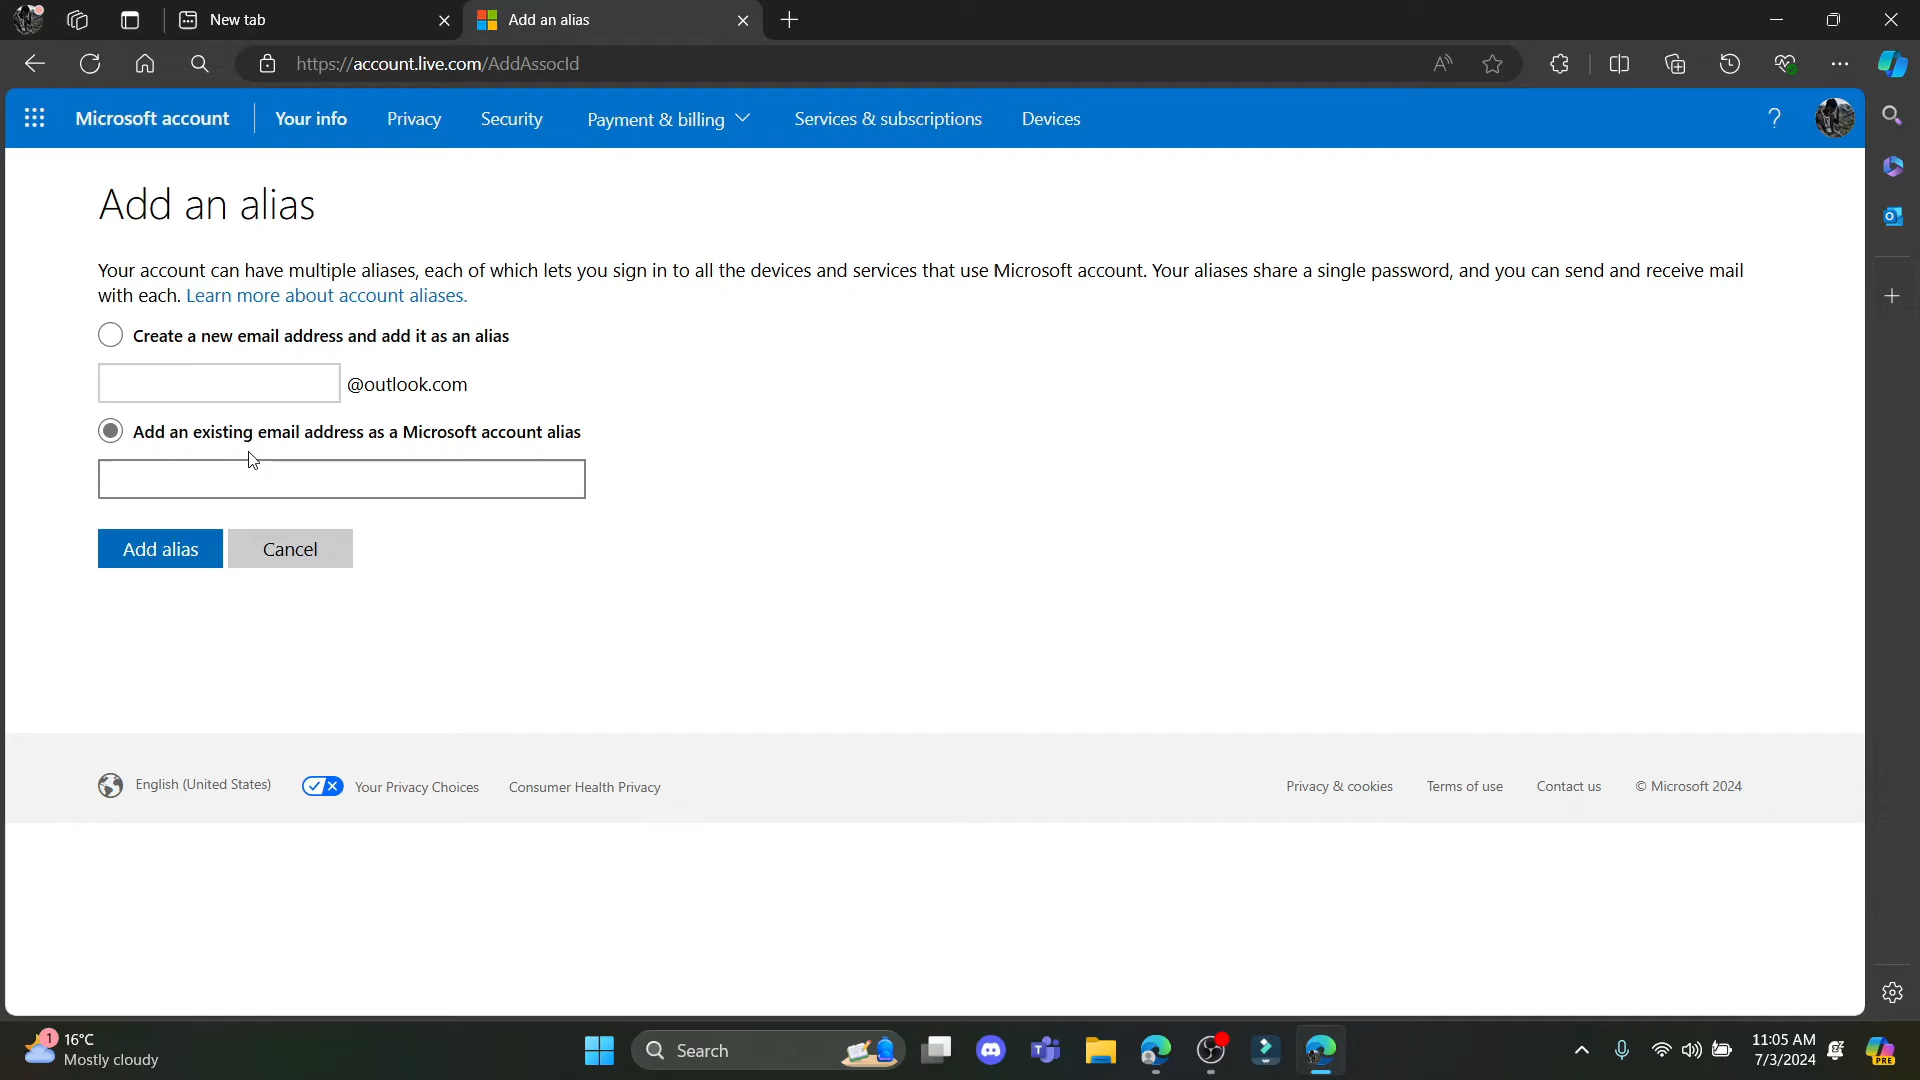 New tab
Add an alias
https://account.live.com/AddAssocId
Microsoft account
Your info
Privacy
Security
Payment & billing
Services & subscriptions
Devices
?
Add an alias
Your account can have multiple aliases, each of which lets you sign in to all the devices and services that use Microsoft account. Your aliases share a single password, and you can send and receive mail
with each. Learn more about account aliases.
Create a new email address and add it as an alias
@outlook.com
Add an existing email address as a Microsoft account alias
Add alias
Cancel
English (United States)
Your Privacy Choices
Consumer Health Privacy
Privacy & cookies
Terms of use
Contact us
© Microsoft 2024
1
16°C
Mostly cloudy
Search
11:05 AM
7/3/2024
PRE